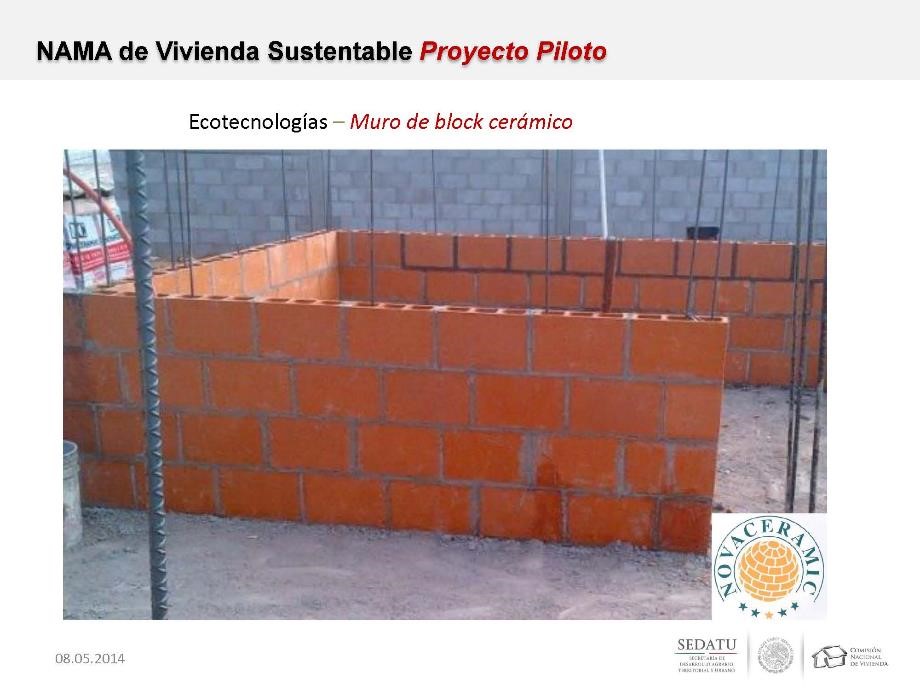 NAMA de Vivienda Sustentable Proyecto Piloto
Ecotecnologías – Muro de block cerámico
NOVACERAMIC
08.05.2014
SEDATU
SECRETARÍA DE
DESARROLLO AGRARIO
TERRITORIAL Y URBANO
COMISIÓN
NACIONAL
DE VIVIENDA